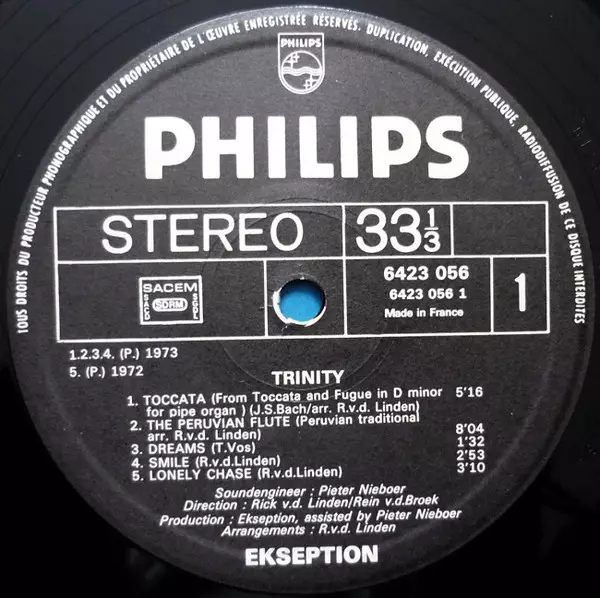 TOUS DROITS DU PRODUCTEUR PHONOGRAPHIQUE ET DU PROPRIÉTAIRE DE L'ŒUVRE ENREGISTRÉE RÉSERVÉS. DUPLICATION, EXÉCUTION PUBLIQUE, RADIODIFFUSION DE CE DISQUE INTERDITES
PHILIPS
PHILIPS
STEREO
33 1/3
SACEM
SACD
SDRM
SGDL
6423 056
6423 056 1
Made in France
1
1.2.3.4. (P.) 1973
5. (P.) 1972
TRINITY
1. TOCCATA (From Toccata and Fugue in D minor 5'16
for pipe organ ) (J.S.Bach/arr. R.v.d. Linden)
2. THE PERUVIAN FLUTE (Peruvian traditional
arr. R.v.d. Linden) 8'04
3. DREAMS (T.Vos) 1'32
4. SMILE (R.v.d.Linden) 2'53
5. LONELY CHASE (R.v.d.Linden) 3'10
Soundengineer : Pieter Nieboer
Direction : Rick v.d. Linden/Rein v.d.Broek
Production : Ekseption, assisted by Pieter Nieboer
Arrangements : R.v.d. Linden
EKSEPTION